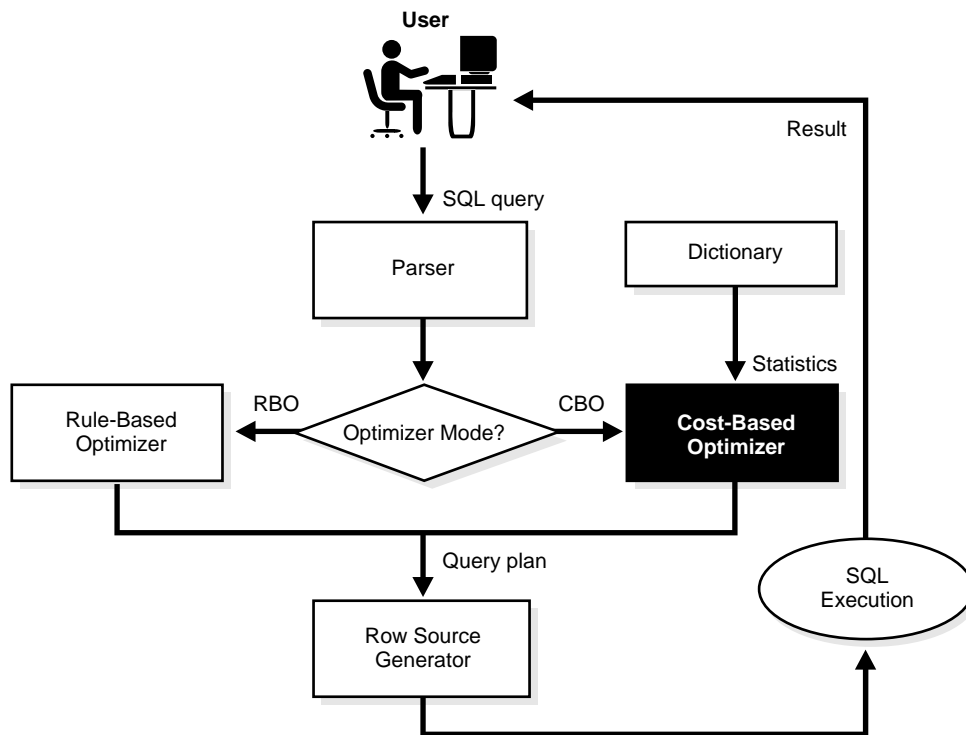 User
Result
SQL query
Parser
Dictionary
Statistics
RBO
CBO
Rule-Based
Optimizer
Optimizer Mode?
Cost-Based
Optimizer
Query plan
SQL
Execution
Row Source
Generator